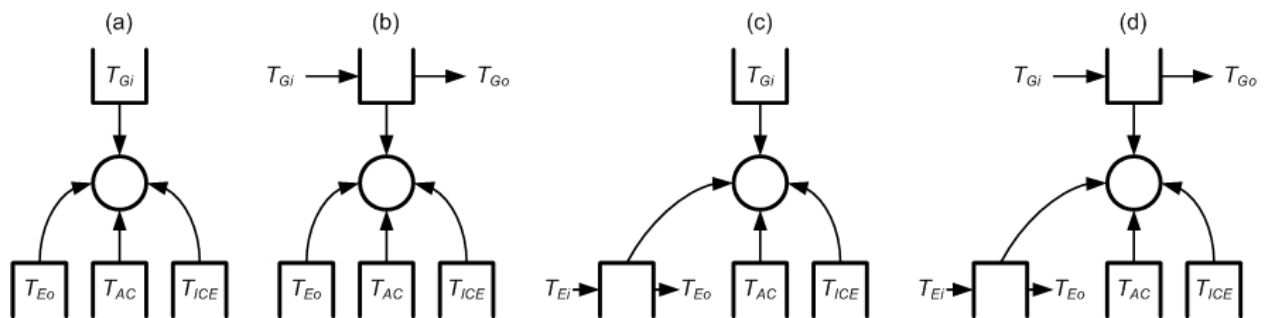 (a) (b) (c) (d)
T_Gi T_Gi T_Go T_Gi T_Gi T_Go
T_Eo T_AC T_ICE T_Eo T_AC T_ICE T_Ei T_Eo T_AC T_ICE T_Ei T_Eo T_AC T_ICE